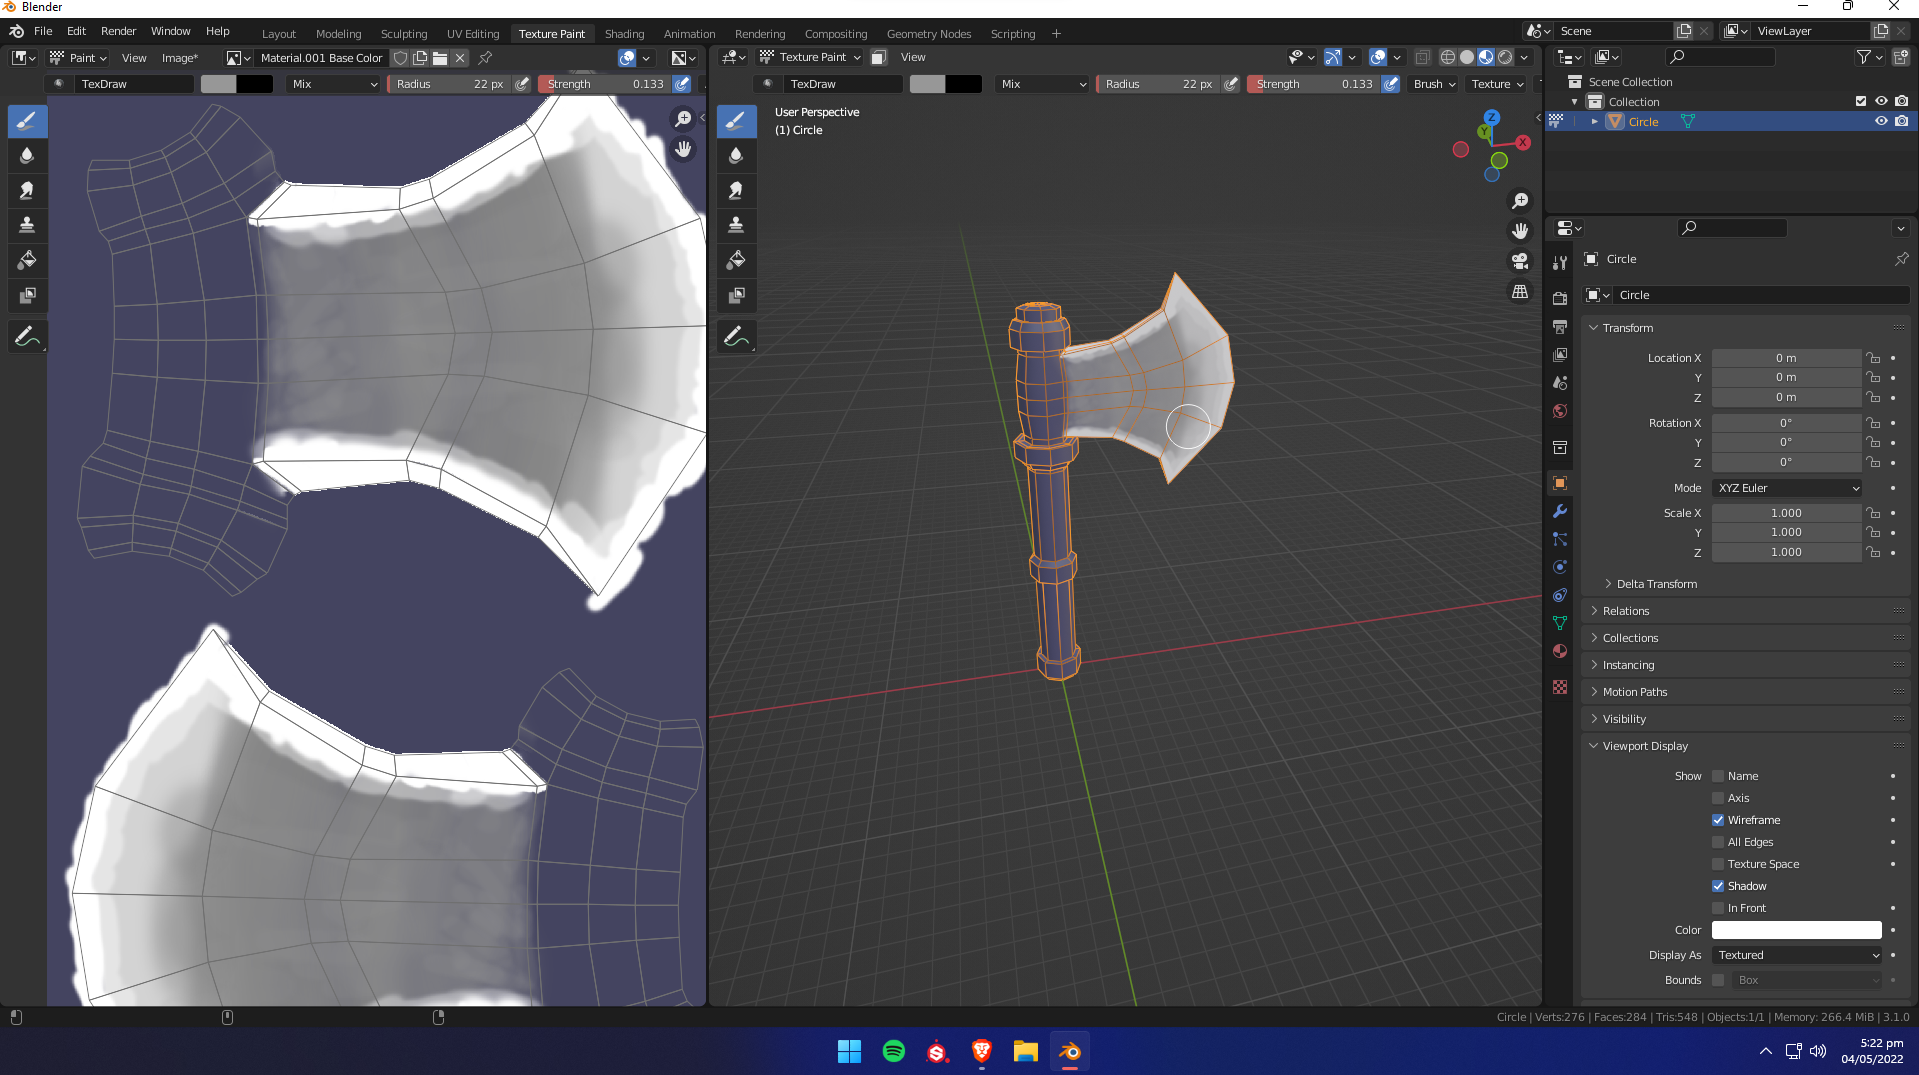 Blender
File Edit Render Window Help Layout Modeling Sculpting UV Editing Texture Paint Shading Animation Rendering Compositing Geometry Nodes Scripting + Scene ViewLayer
Paint View Image* Material.001 Base Color Texture Paint View
TexDraw Mix Radius 22 px Strength 0.133 TexDraw Mix Radius 22 px Strength 0.133 Brush Texture
Scene Collection
Collection
Circle
User Perspective
(1) Circle
Z
Y
X
Circle
Circle
Transform
Location X 0 m
Y 0 m
Z 0 m
Rotation X 0°
Y 0°
Z 0°
Mode XYZ Euler
Scale X 1.000
Y 1.000
Z 1.000
Delta Transform
Relations
Collections
Instancing
Motion Paths
Visibility
Viewport Display
Show Name
Axis
Wireframe
All Edges
Texture Space
Shadow
In Front
Color
Display As Textured
Bounds Box
Circle | Verts:276 | Faces:284 | Tris:548 | Objects:1/1 | Memory: 266.4 MiB | 3.1.0
5:22 pm
04/05/2022